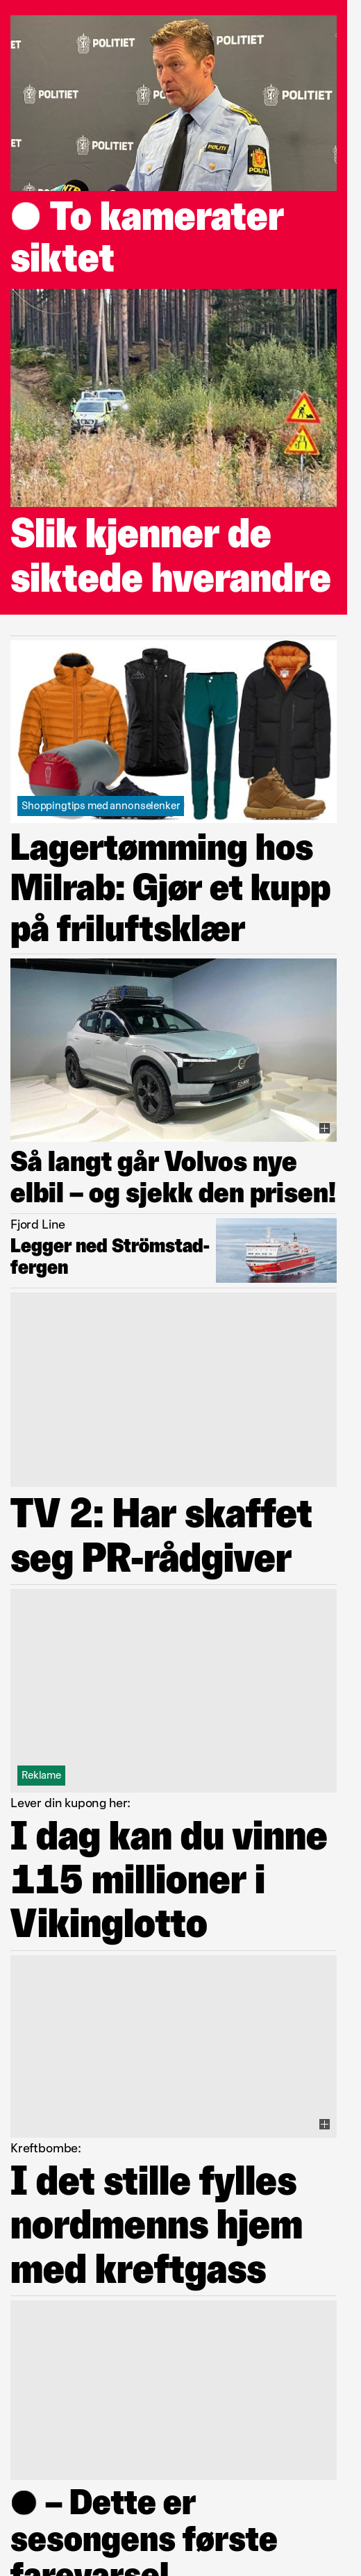 POLITIET
POLITIET
POLITIET
POLITIET
POLITIET
POLITIET
POLITI
● To kamerater
siktet
Slik kjenner de
siktede hverandre
Shoppingtips med annonselenker
Lagertømming hos
Milrab: Gjør et kupp
på friluftsklær
Så langt går Volvos nye
elbil – og sjekk den prisen!
Fjord Line
Legger ned Strömstad-
fergen
TV 2: Har skaffet
seg PR-rådgiver
Reklame
Lever din kupong her:
I dag kan du vinne
115 millioner i
Vikinglotto
Kreftbombe:
I det stille fylles
nordmenns hjem
med kreftgass
● – Dette er
sesongens første
farevarsel